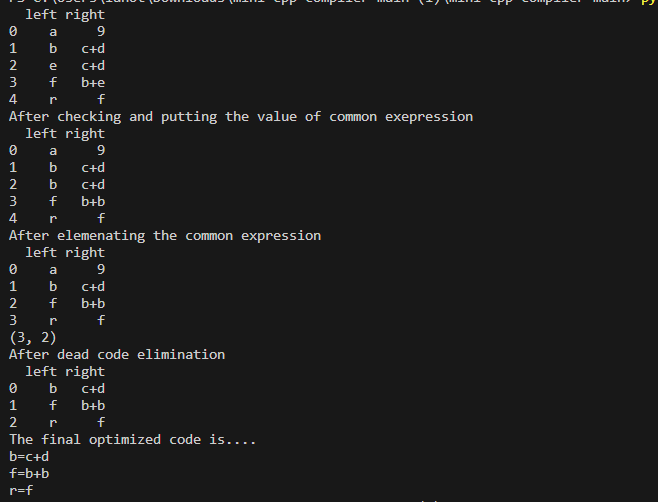 left right
0 a 9
1 b c+d
2 e c+d
3 f b+e
4 r f
After checking and putting the value of common exepression
left right
0 a 9
1 b c+d
2 b c+d
3 f b+b
4 r f
After elemenating the common expression
left right
0 a 9
1 b c+d
2 f b+b
3 r f
(3, 2)
After dead code elimination
left right
0 b c+d
1 f b+b
2 r f
The final optimized code is....
b=c+d
f=b+b
r=f